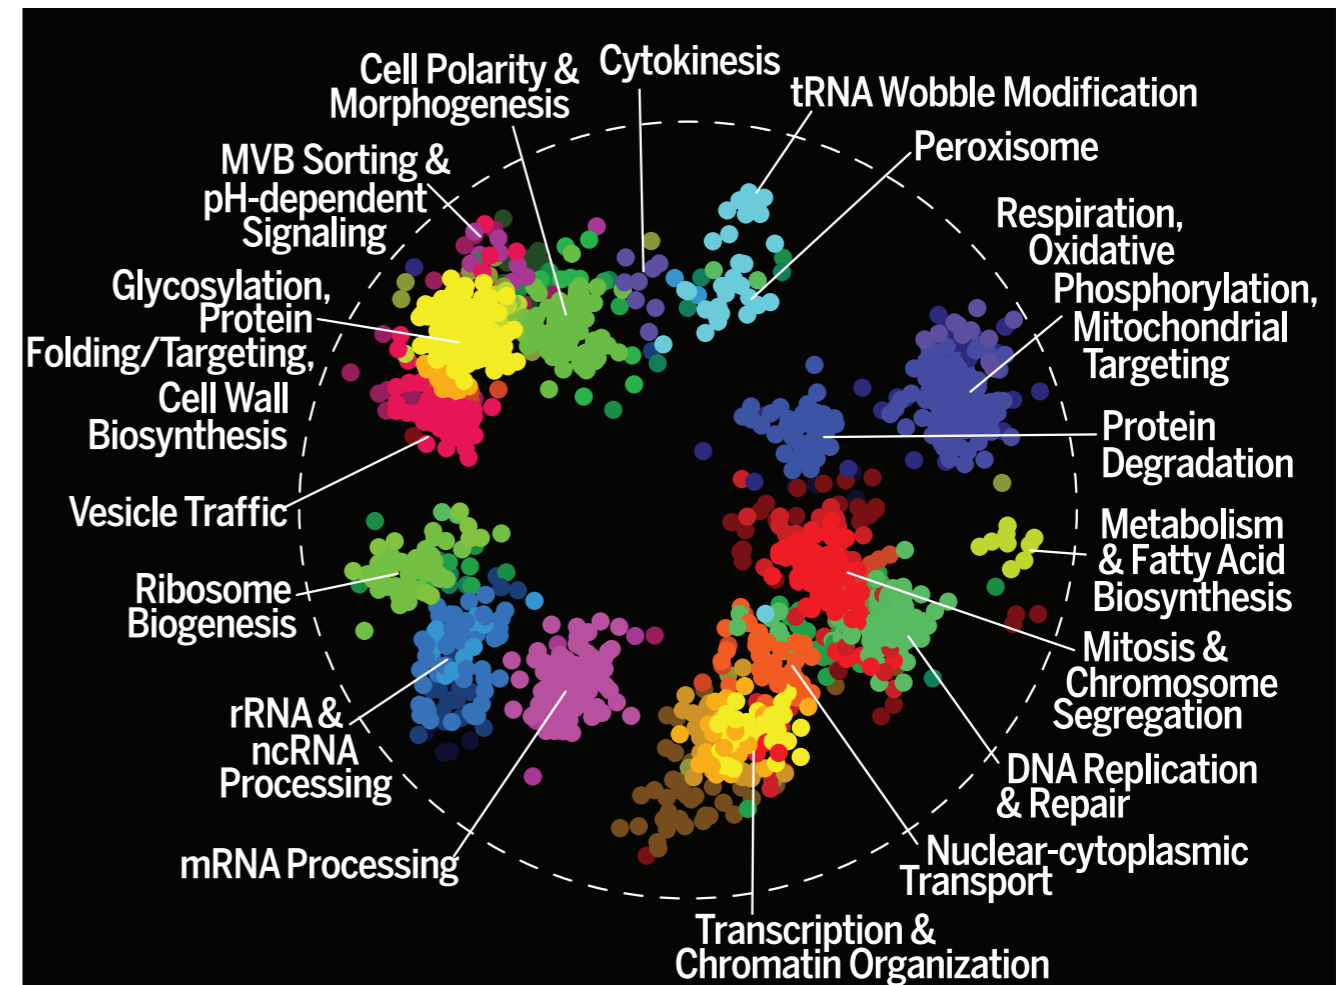 Cell Polarity &
Morphogenesis
Cytokinesis
tRNA Wobble Modification
Peroxisome
MVB Sorting &
pH-dependent
Signaling
Respiration,
Oxidative
Phosphorylation,
Mitochondrial
Targeting
Glycosylation,
Protein
Folding/Targeting,
Cell Wall
Biosynthesis
Protein
Degradation
Vesicle Traffic
Metabolism
& Fatty Acid
Biosynthesis
Ribosome
Biogenesis
Mitosis &
Chromosome
Segregation
rRNA &
ncRNA
Processing
DNA Replication
& Repair
mRNA Processing
Nuclear-cytoplasmic
Transport
Transcription &
Chromatin Organization